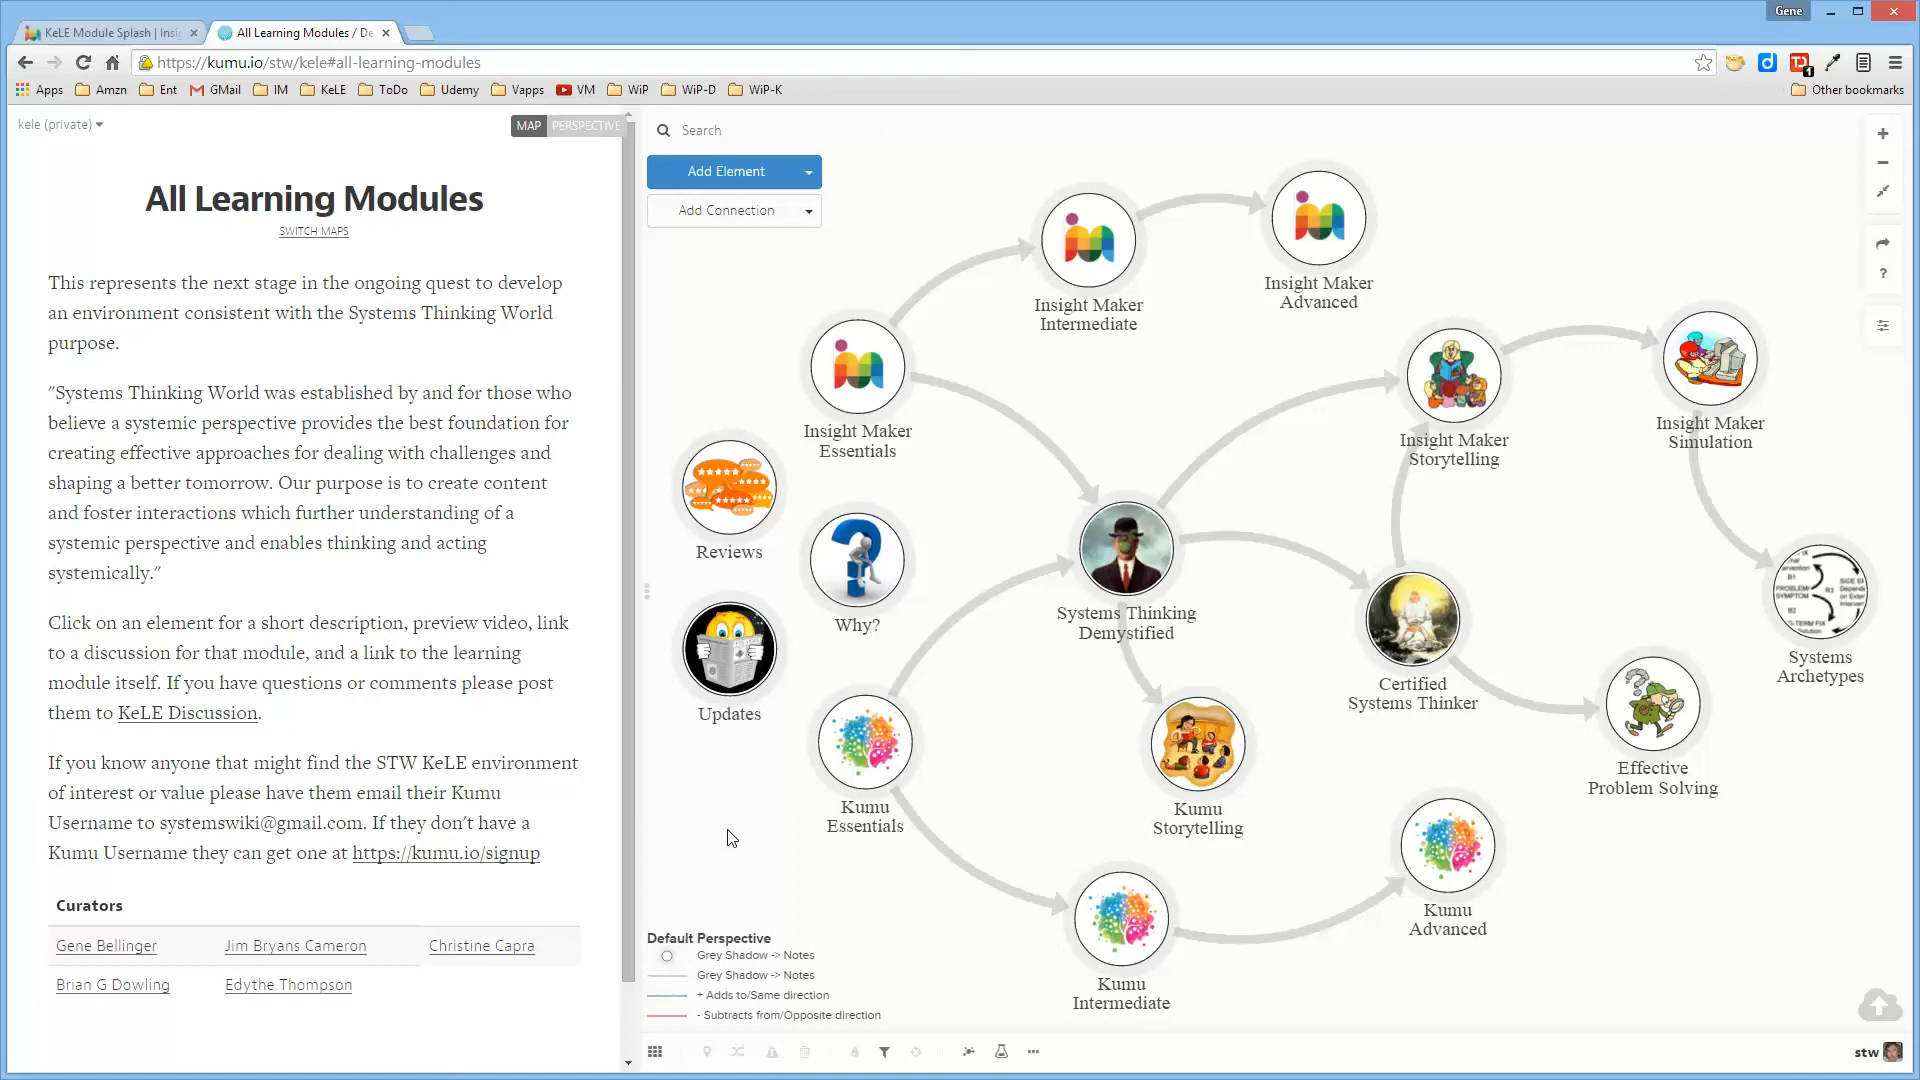 Gene
KeLE Module Splash | Insig
All Learning Modules / De
https://kumu.io/stw/kele#all-learning-modules
Apps
Amzn
Ent
GMail
IM
KeLE
ToDo
Udemy
Vapps
VM
WiP
WiP-D
WiP-K
Other bookmarks
kele (private)
MAP
PERSPECTIVE
All Learning Modules
SWITCH MAPS
This represents the next stage in the ongoing quest to develop
an environment consistent with the Systems Thinking World
purpose.
"Systems Thinking World was established by and for those who
believe a systemic perspective provides the best foundation for
creating effective approaches for dealing with challenges and
shaping a better tomorrow. Our purpose is to create content
and foster interactions which further understanding of a
systemic perspective and enables thinking and acting
systemically."
Click on an element for a short description, preview video, link
to a discussion for that module, and a link to the learning
module itself. If you have questions or comments please post
them to KeLE Discussion.
If you know anyone that might find the STW KeLE environment
of interest or value please have them email their Kumu
Username to systemswiki@gmail.com. If they don't have a
Kumu Username they can get one at https://kumu.io/signup
Curators
Gene Bellinger
Jim Bryans Cameron
Christine Capra
Brian G Dowling
Edythe Thompson
Search
Add Element
Add Connection
Insight Maker
Intermediate
Insight Maker
Advanced
Insight Maker
Essentials
Insight Maker
Storytelling
Insight Maker
Simulation
Reviews
Why?
Updates
Systems Thinking
Demystified
Certified
Systems Thinker
Systems
Archetypes
Effective
Problem Solving
Kumu
Essentials
Kumu
Storytelling
Kumu
Advanced
Kumu
Intermediate
Default Perspective
Grey Shadow -> Notes
Grey Shadow -> Notes
+ Adds to/Same direction
- Subtracts from/Opposite direction
stw